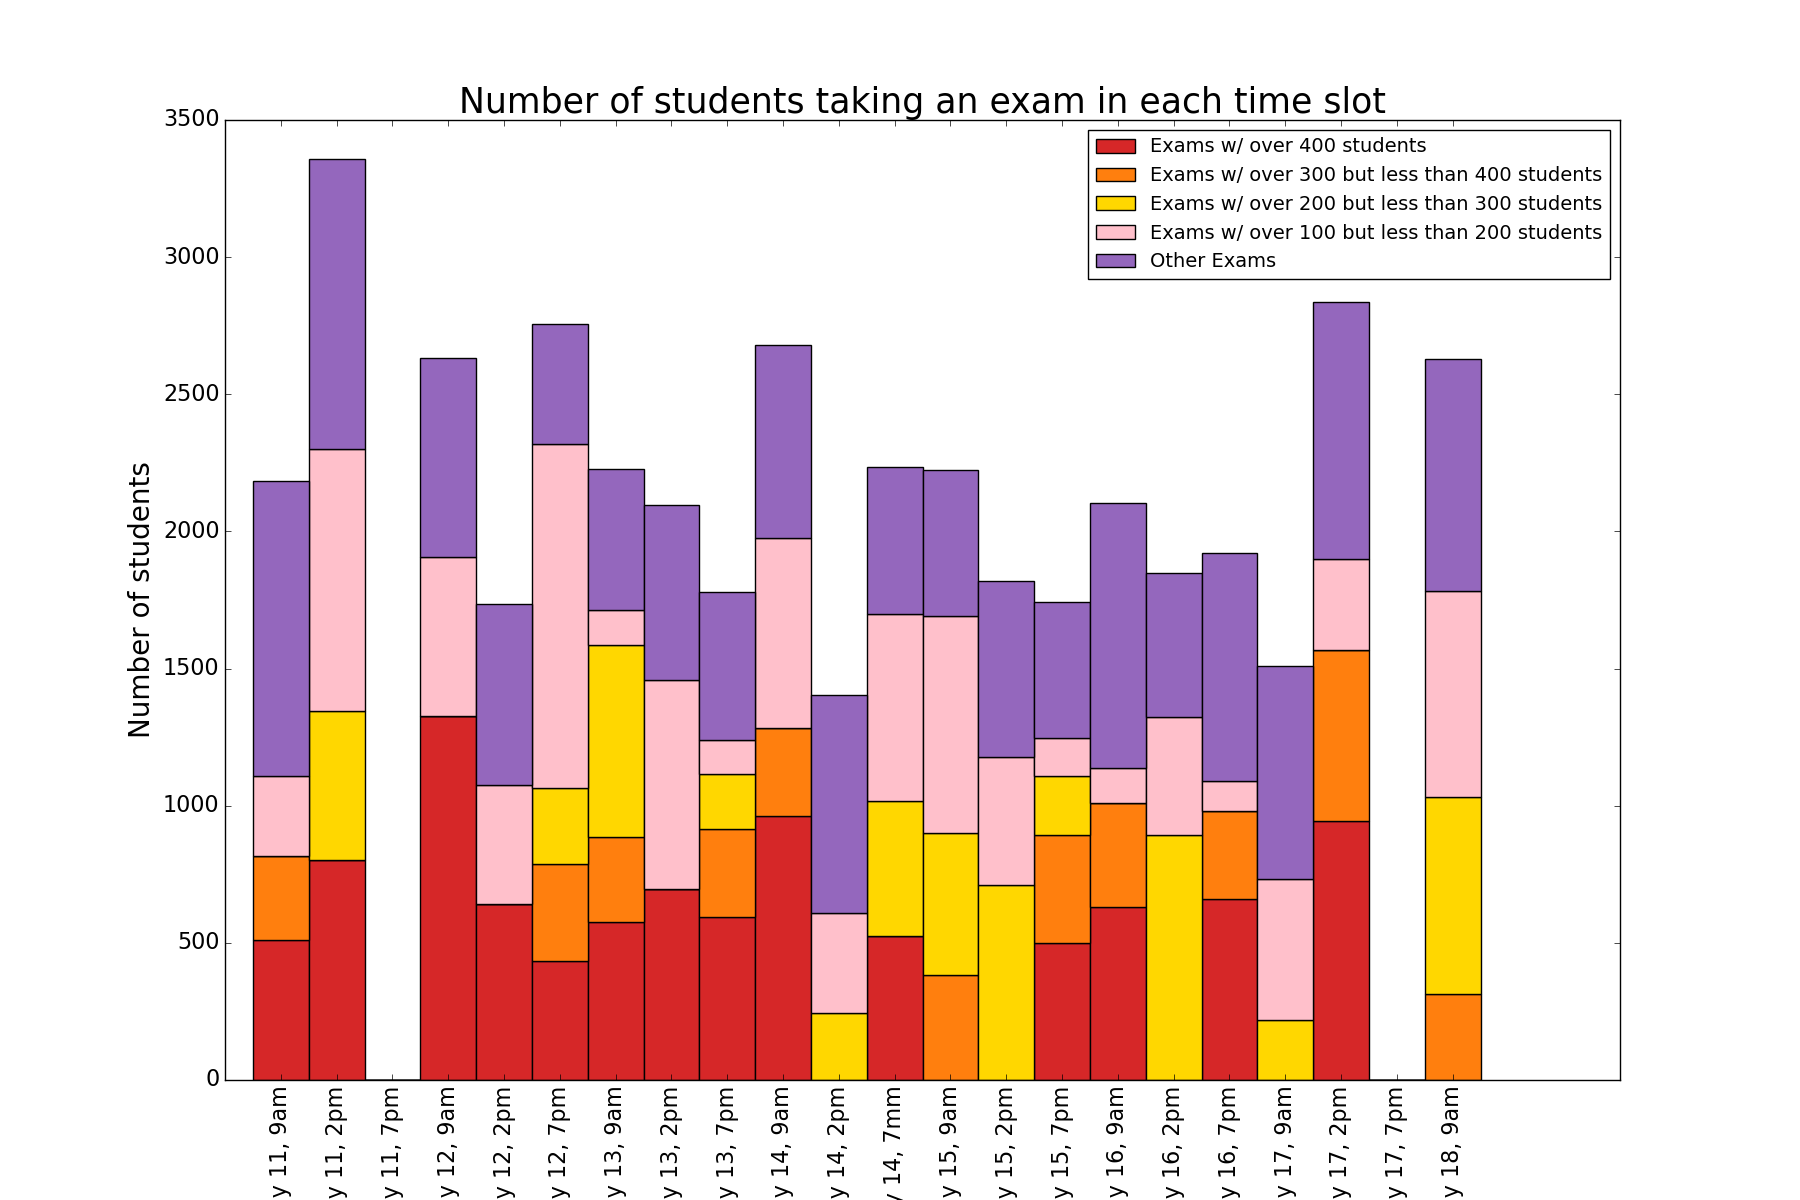 Number of students taking an exam in each time slot
3500
3000
2500
2000
1500
1000
500
0
Number of students
Exams w/ over 400 students
Exams w/ over 300 but less than 400 students
Exams w/ over 200 but less than 300 students
Exams w/ over 100 but less than 200 students
Other Exams
y 11, 9am
y 11, 2pm
y 11, 7pm
y 12, 9am
y 12, 2pm
y 12, 7pm
y 13, 9am
y 13, 2pm
y 13, 7pm
y 14, 9am
y 14, 2pm
y 14, 7mm
y 15, 9am
y 15, 2pm
y 15, 7pm
y 16, 9am
y 16, 2pm
y 16, 7pm
y 17, 9am
y 17, 2pm
y 17, 7pm
y 18, 9am